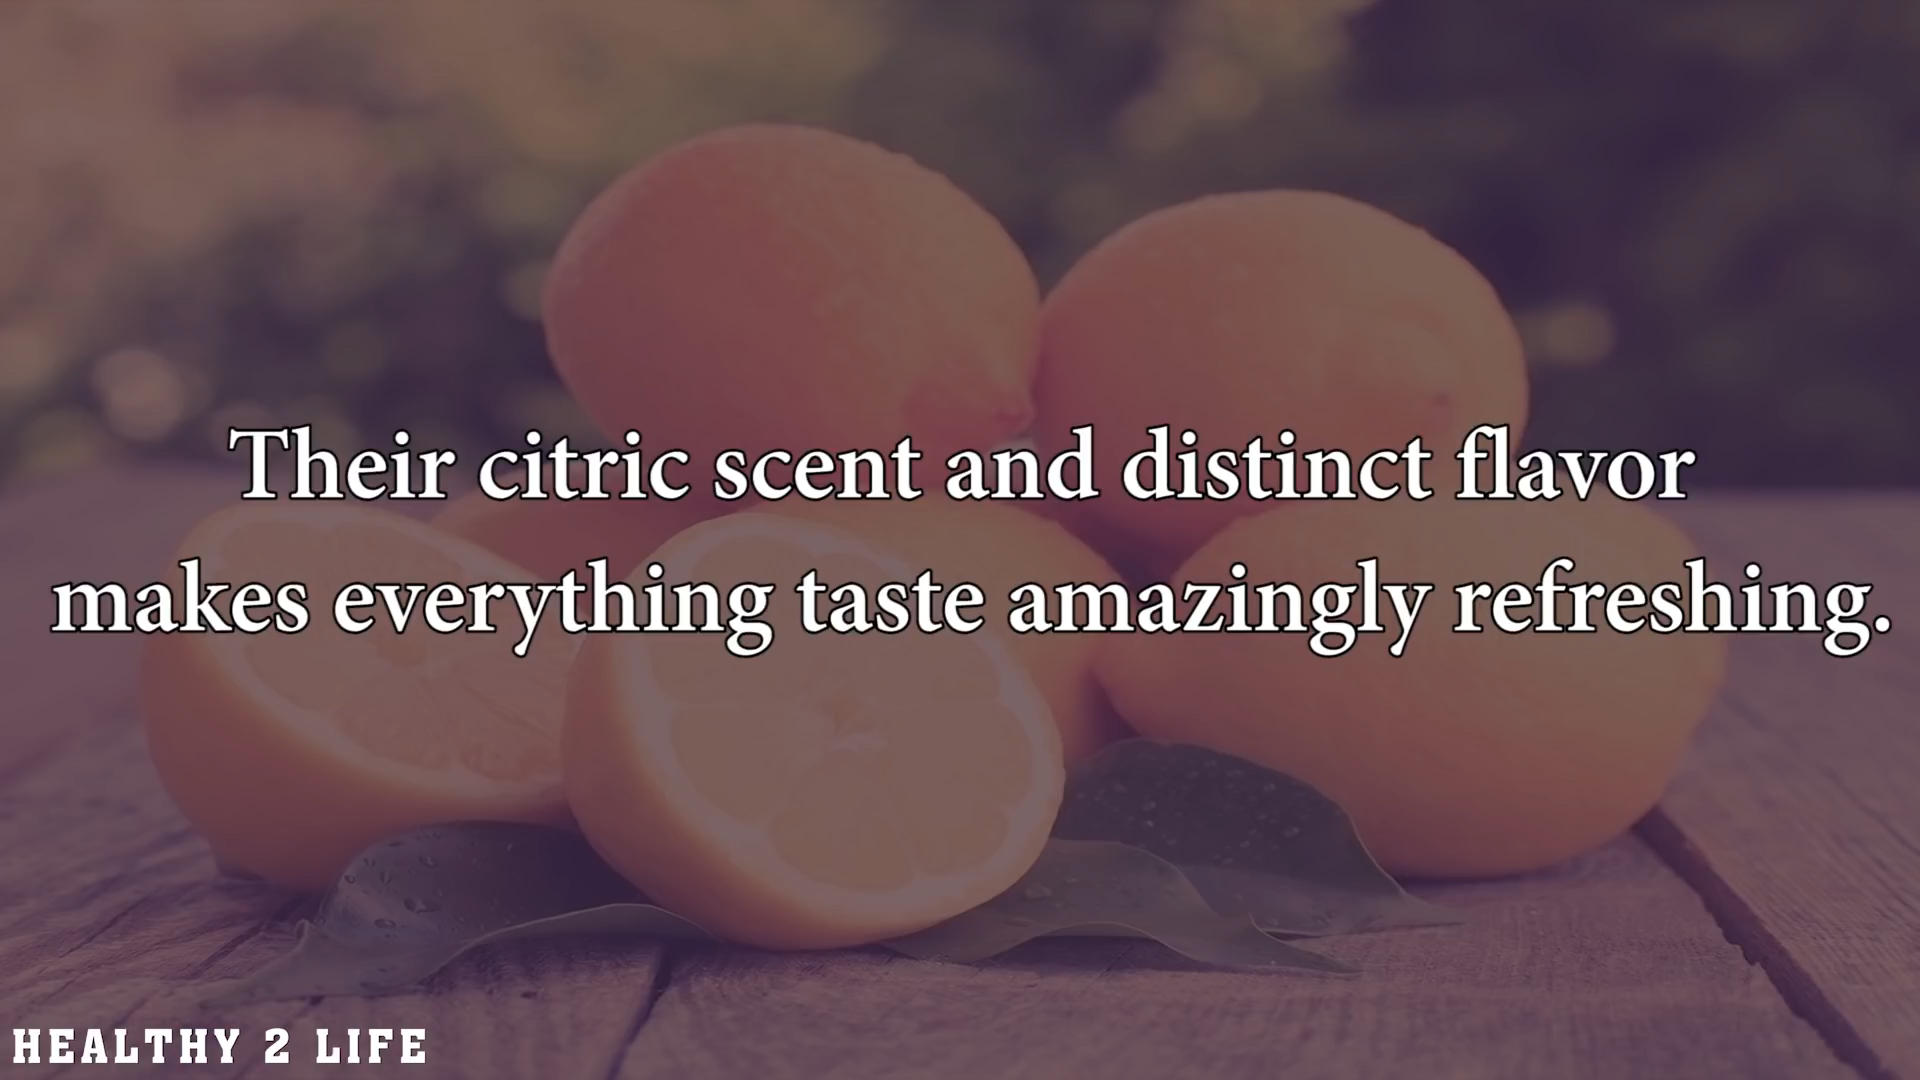 Their citric scent and distinct flavor
makes everything taste amazingly refreshing.
HEALTHY 2 LIFE